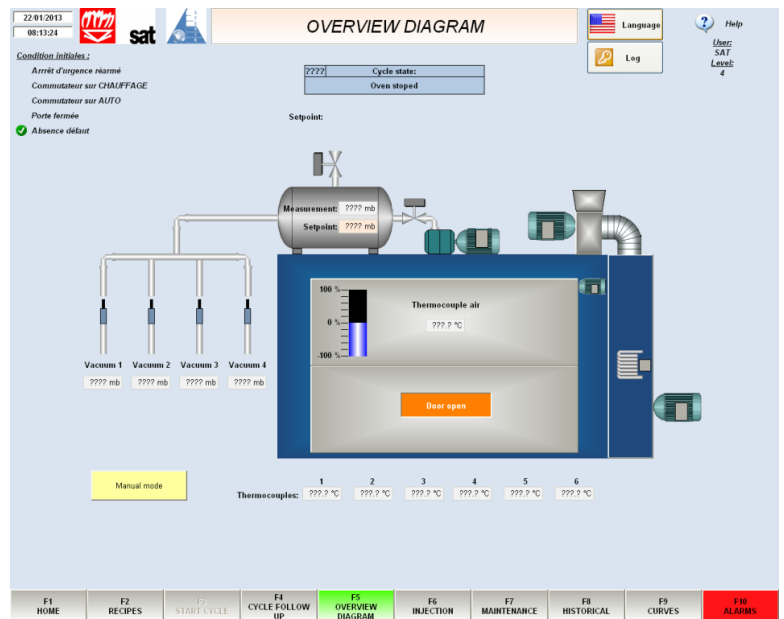 22/01/2013
08:13:24
sat
OVERVIEW DIAGRAM
Language
Log
Help
User:
SAT
Level:
4
Condition initiales :
Arrêt d'urgence réarmé
Commutateur sur CHAUFFAGE
Commutateur sur AUTO
Porte fermée
Absence défaut
???? Cycle state:
Oven stoped
Setpoint:
Measurement: ???? mb
Setpoint: ???? mb
100 %
0 %
-100 %
Thermocouple air
???.? °C
Door open
Vacuum 1 Vacuum 2 Vacuum 3 Vacuum 4
???? mb ???? mb ???? mb ???? mb
Manual mode
1 2 3 4 5 6
Thermocouples: ???.? °C ???.? °C ???.? °C ???.? °C ???.? °C ???.? °C
F1 HOME
F2 RECIPES
F3 START CYCLE
F4 CYCLE FOLLOW UP
F5 OVERVIEW DIAGRAM
F6 INJECTION
F7 MAINTENANCE
F8 HISTORICAL
F9 CURVES
F10 ALARMS